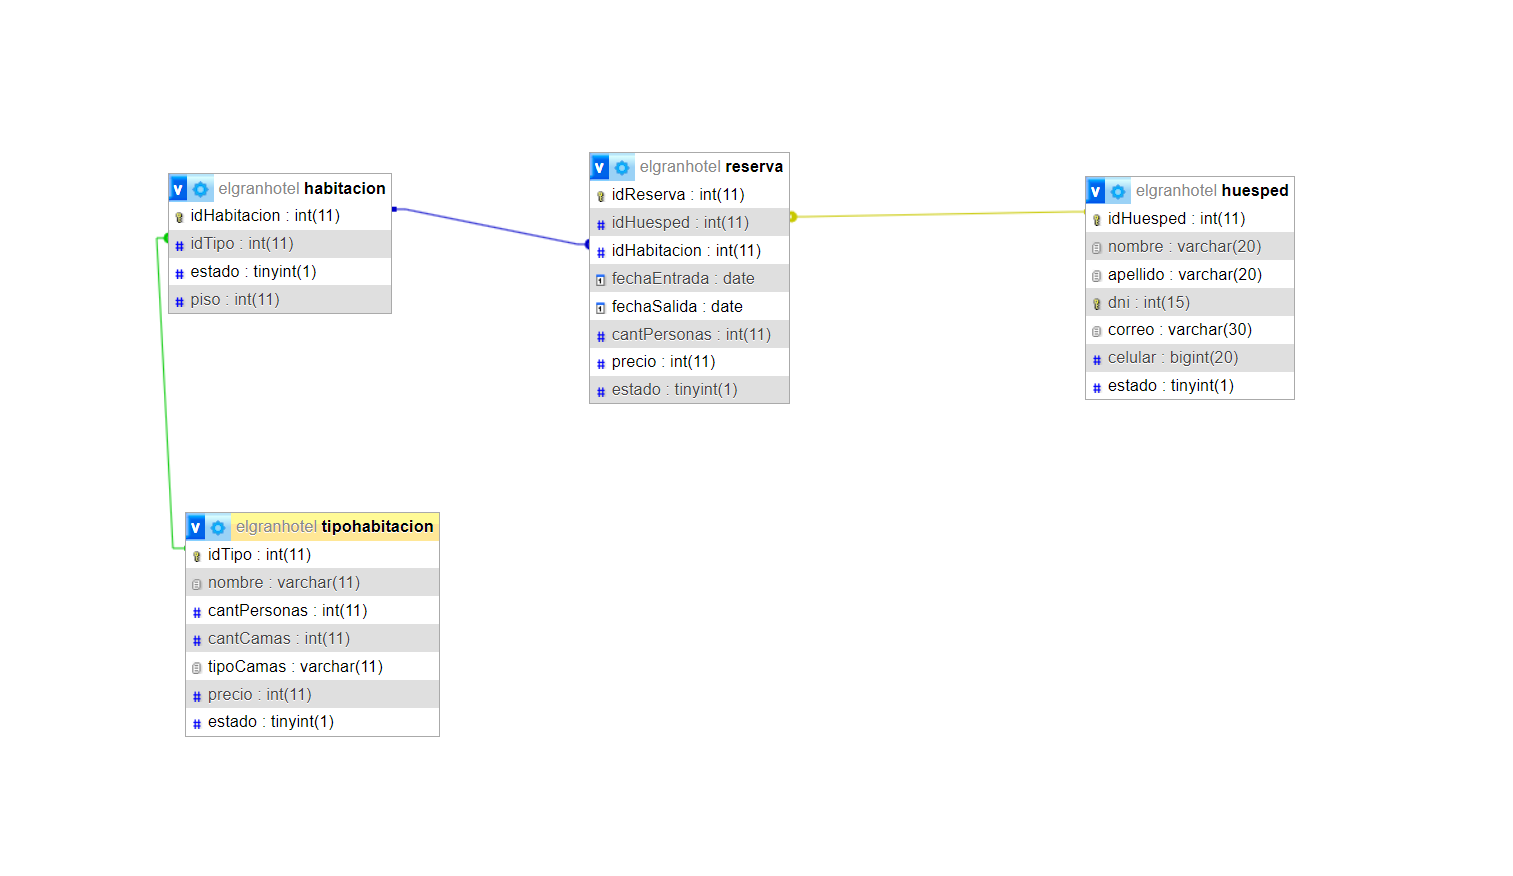 v elgranhotel habitacion
idHabitacion : int(11)
# idTipo : int(11)
# estado : tinyint(1)
# piso : int(11)
v elgranhotel reserva
idReserva : int(11)
# idHuesped : int(11)
# idHabitacion : int(11)
fechaEntrada : date
fechaSalida : date
# cantPersonas : int(11)
# precio : int(11)
# estado : tinyint(1)
v elgranhotel huesped
idHuesped : int(11)
nombre : varchar(20)
apellido : varchar(20)
dni : int(15)
correo : varchar(30)
# celular : bigint(20)
# estado : tinyint(1)
v elgranhotel tipohabitacion
idTipo : int(11)
nombre : varchar(11)
# cantPersonas : int(11)
# cantCamas : int(11)
tipoCamas : varchar(11)
# precio : int(11)
# estado : tinyint(1)